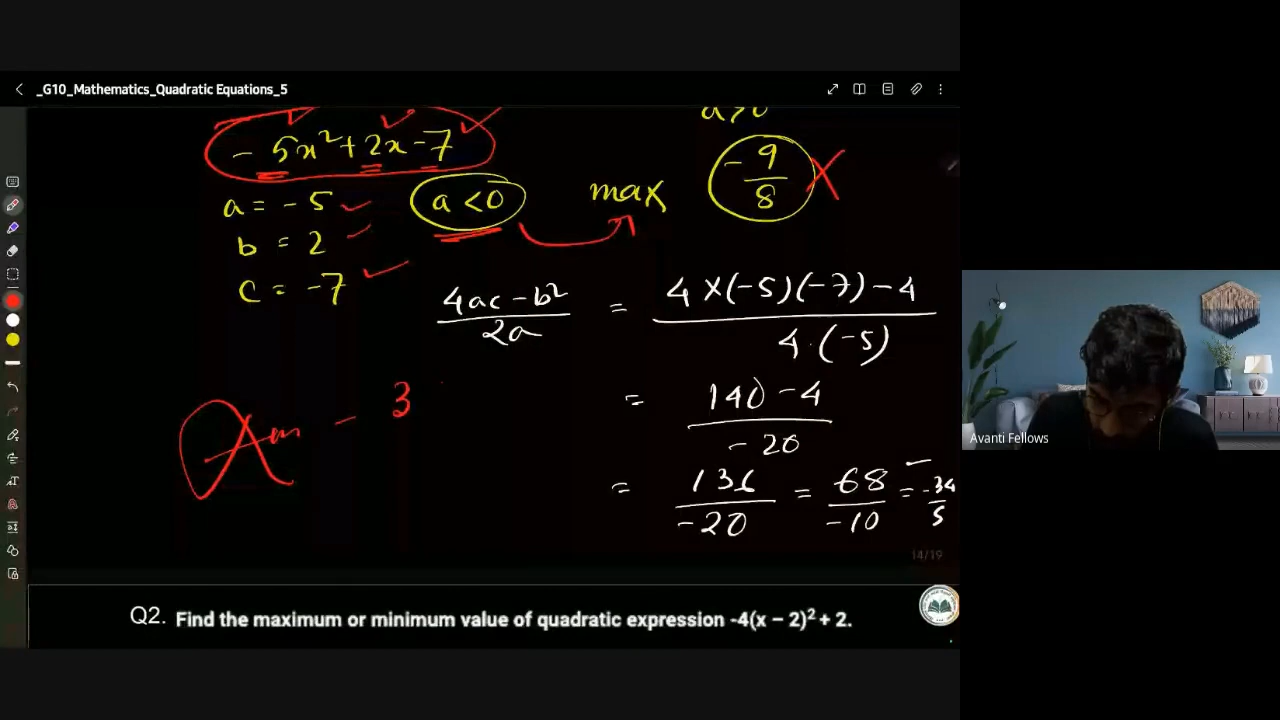 _G10_Mathematics_Quadratic Equations_5
a>0
- 5x² + 2x - 7
- 9/8
a = - 5
a < 0
max
b = 2
c = -7
4ac - b²/2a = 4 × (-5)(-7) - 4/4 · (-5)
= 140 - 4/- 20
Am - 3
= 136/-20 = 68/-10 = -34/5
14/19
Avanti Fellows
Q2. Find the maximum or minimum value of quadratic expression -4(x – 2)² + 2.